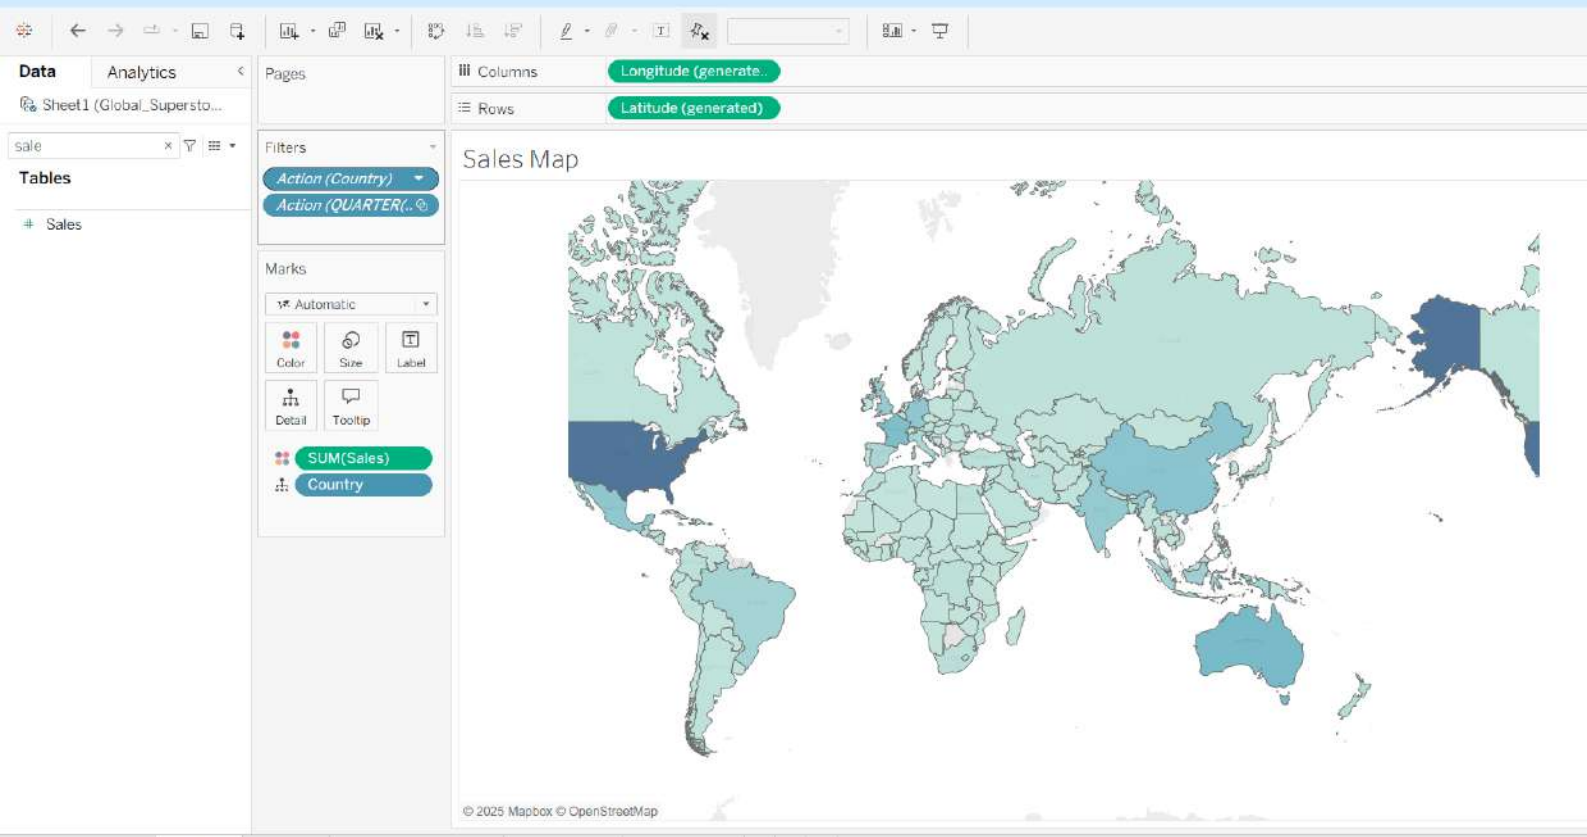 Data
Analytics
Sheet1 (Global_Supersto...
sale
Tables
Sales
Pages
Filters
Action (Country)
Action (QUARTER(..
Marks
Automatic
Color
Size
Label
Detail
Tooltip
SUM(Sales)
Country
Columns
Longitude (generate..
Rows
Latitude (generated)
Sales Map
© 2025 Mapbox © OpenStreetMap